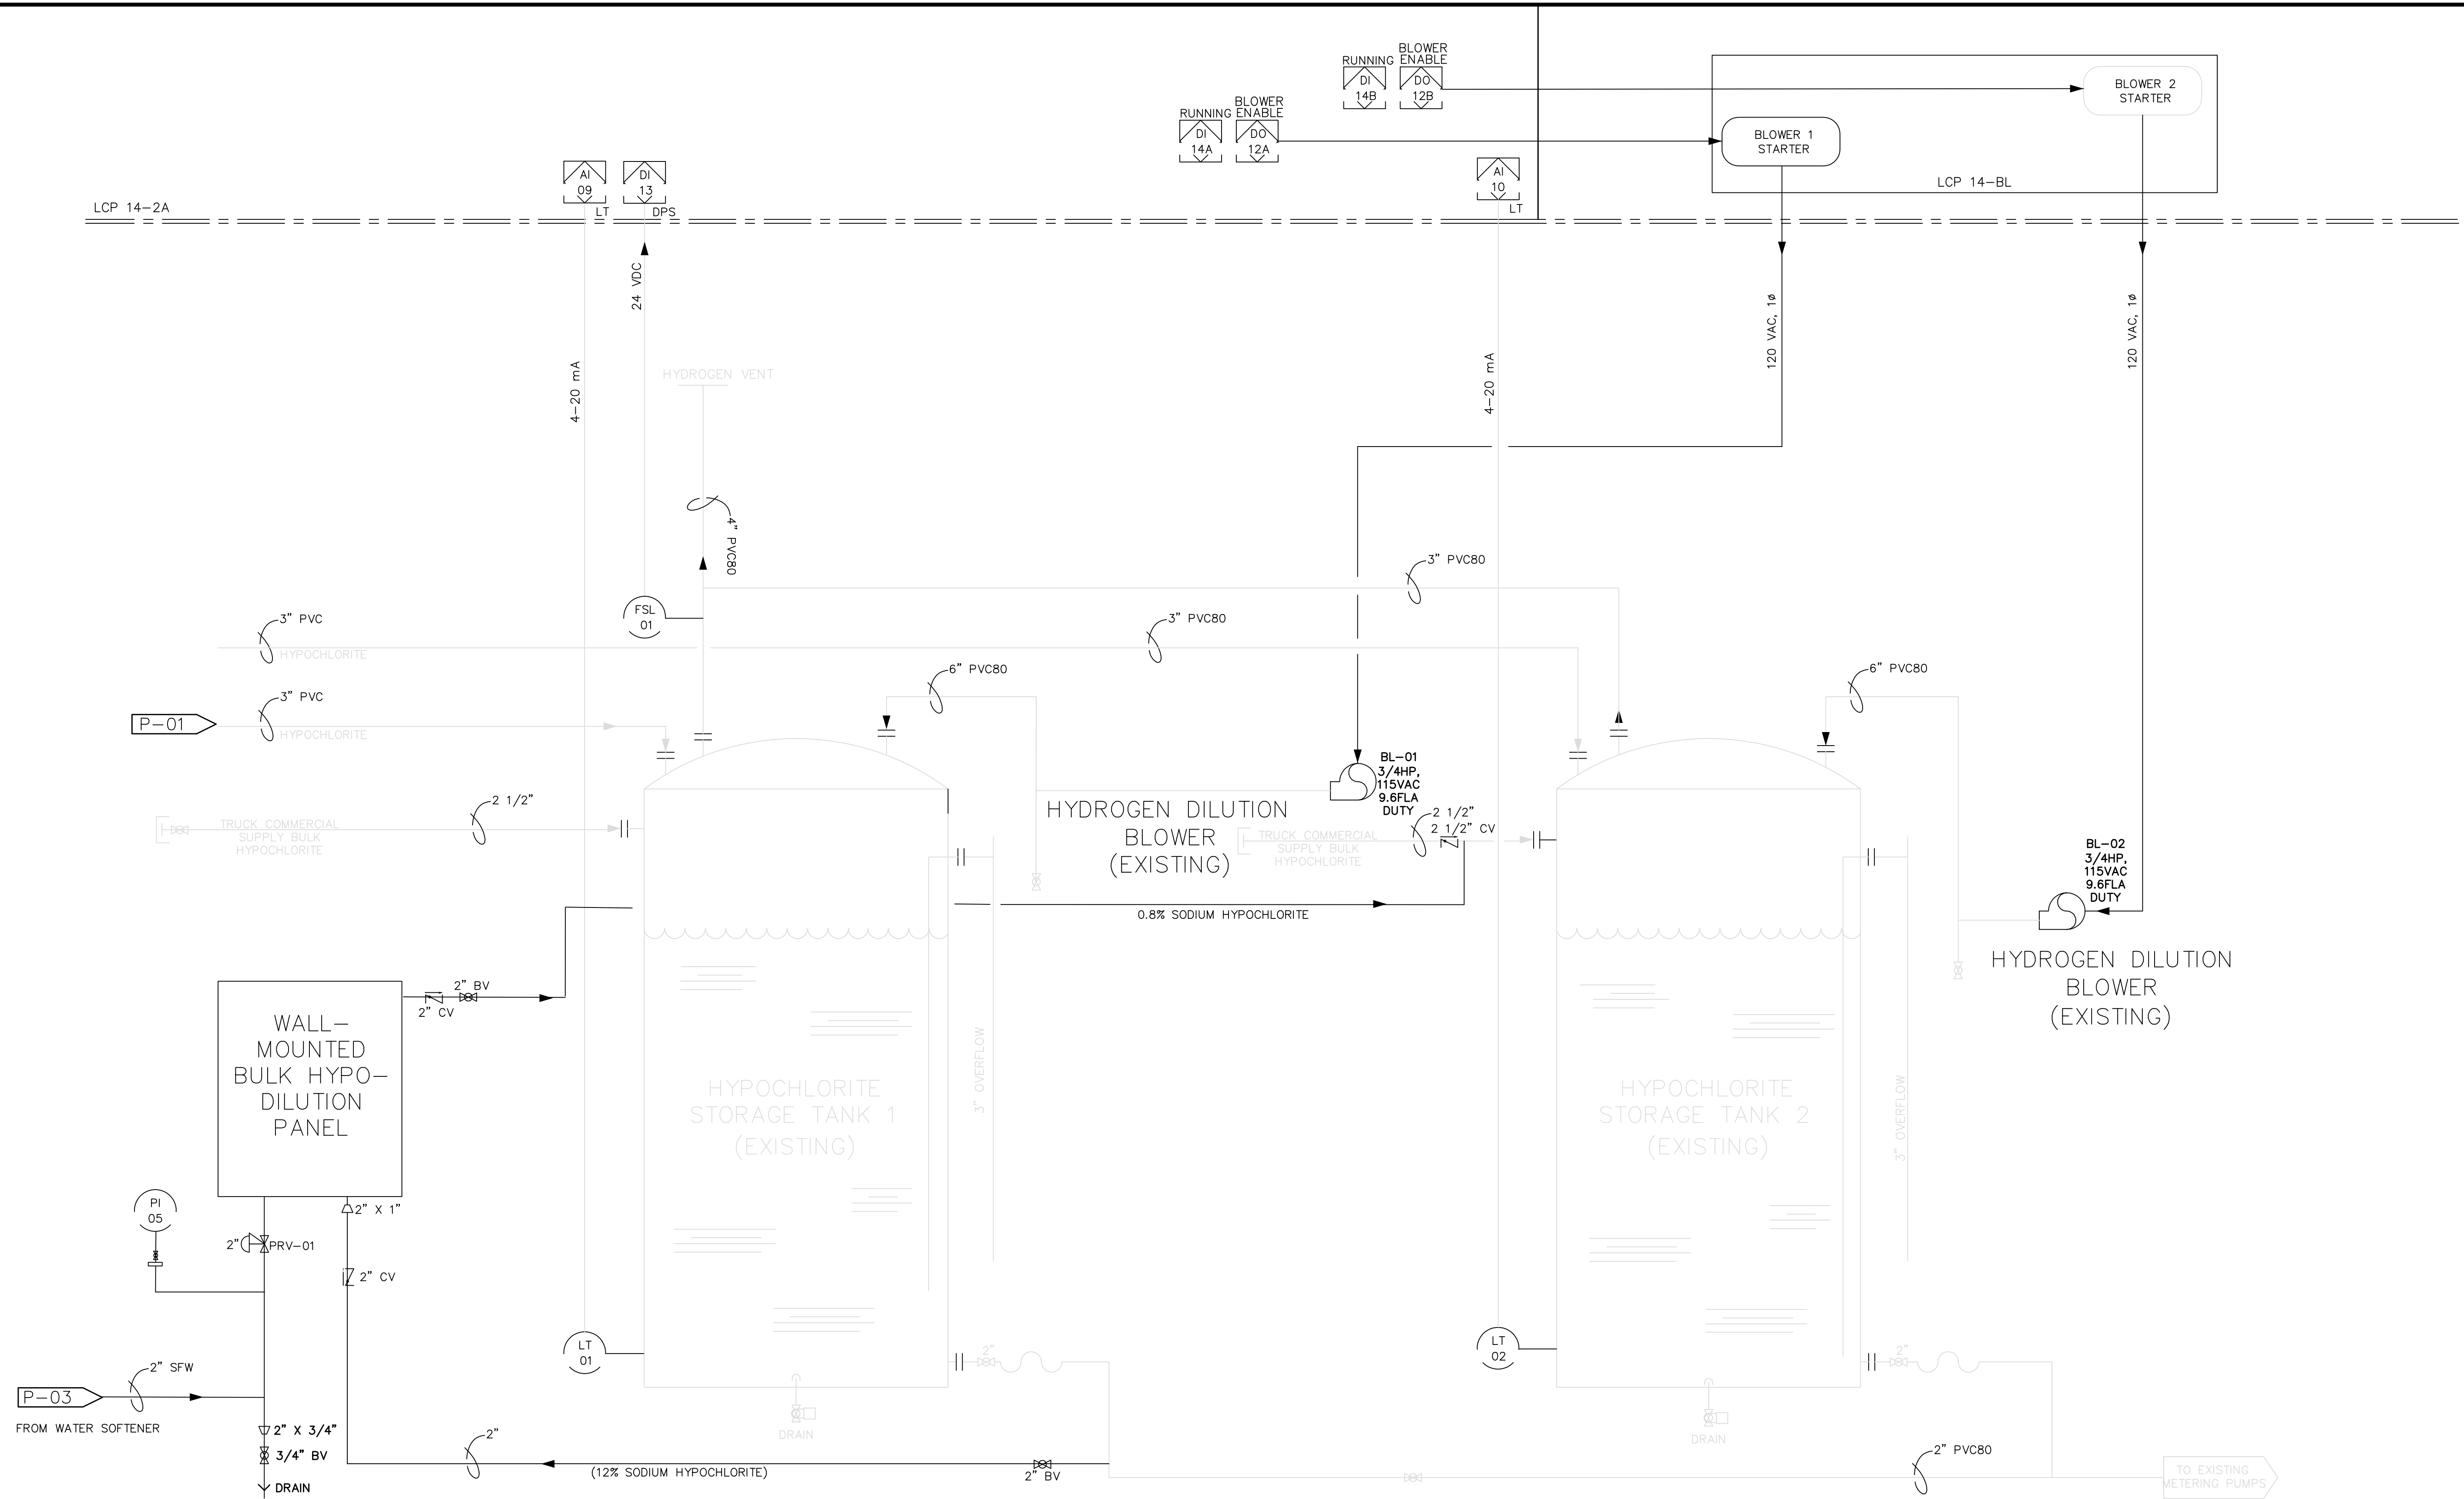 BLOWER
RUNNING ENABLE
DI
14B
DO
12B
BLOWER
RUNNING ENABLE
DI
14A
DO
12A
BLOWER 2
STARTER
BLOWER 1
STARTER
LCP 14-BL
AI
09
LT
DI
13
DPS
AI
10
LT
LCP 14-2A
24 VDC
4-20 mA
4-20 mA
120 VAC, 1ø
120 VAC, 1ø
HYDROGEN VENT
4" PVC80
3" PVC80
FSL
01
3" PVC
HYPOCHLORITE
3" PVC80
6" PVC80
6" PVC80
P-01
3" PVC
HYPOCHLORITE
BL-01
3/4HP,
115VAC
9.6FLA
DUTY
HYDROGEN DILUTION
BLOWER
(EXISTING)
2 1/2"
TRUCK COMMERCIAL
SUPPLY BULK
HYPOCHLORITE
2 1/2"
2 1/2" CV
TRUCK COMMERCIAL
SUPPLY BULK
HYPOCHLORITE
BL-02
3/4HP,
115VAC
9.6FLA
DUTY
0.8% SODIUM HYPOCHLORITE
HYDROGEN DILUTION
BLOWER
(EXISTING)
2" BV
2" CV
WALL-
MOUNTED
BULK HYPO-
DILUTION
PANEL
HYPOCHLORITE
STORAGE TANK 1
(EXISTING)
3" OVERFLOW
HYPOCHLORITE
STORAGE TANK 2
(EXISTING)
3" OVERFLOW
PI
05
2" X 1"
2"
PRV-01
2" CV
LT
01
LT
02
2"
2"
2" SFW
P-03
FROM WATER SOFTENER
2" X 3/4"
3/4" BV
DRAIN
2"
(12% SODIUM HYPOCHLORITE)
2" BV
DRAIN
DRAIN
2" PVC80
TO EXISTING
METERING PUMPS